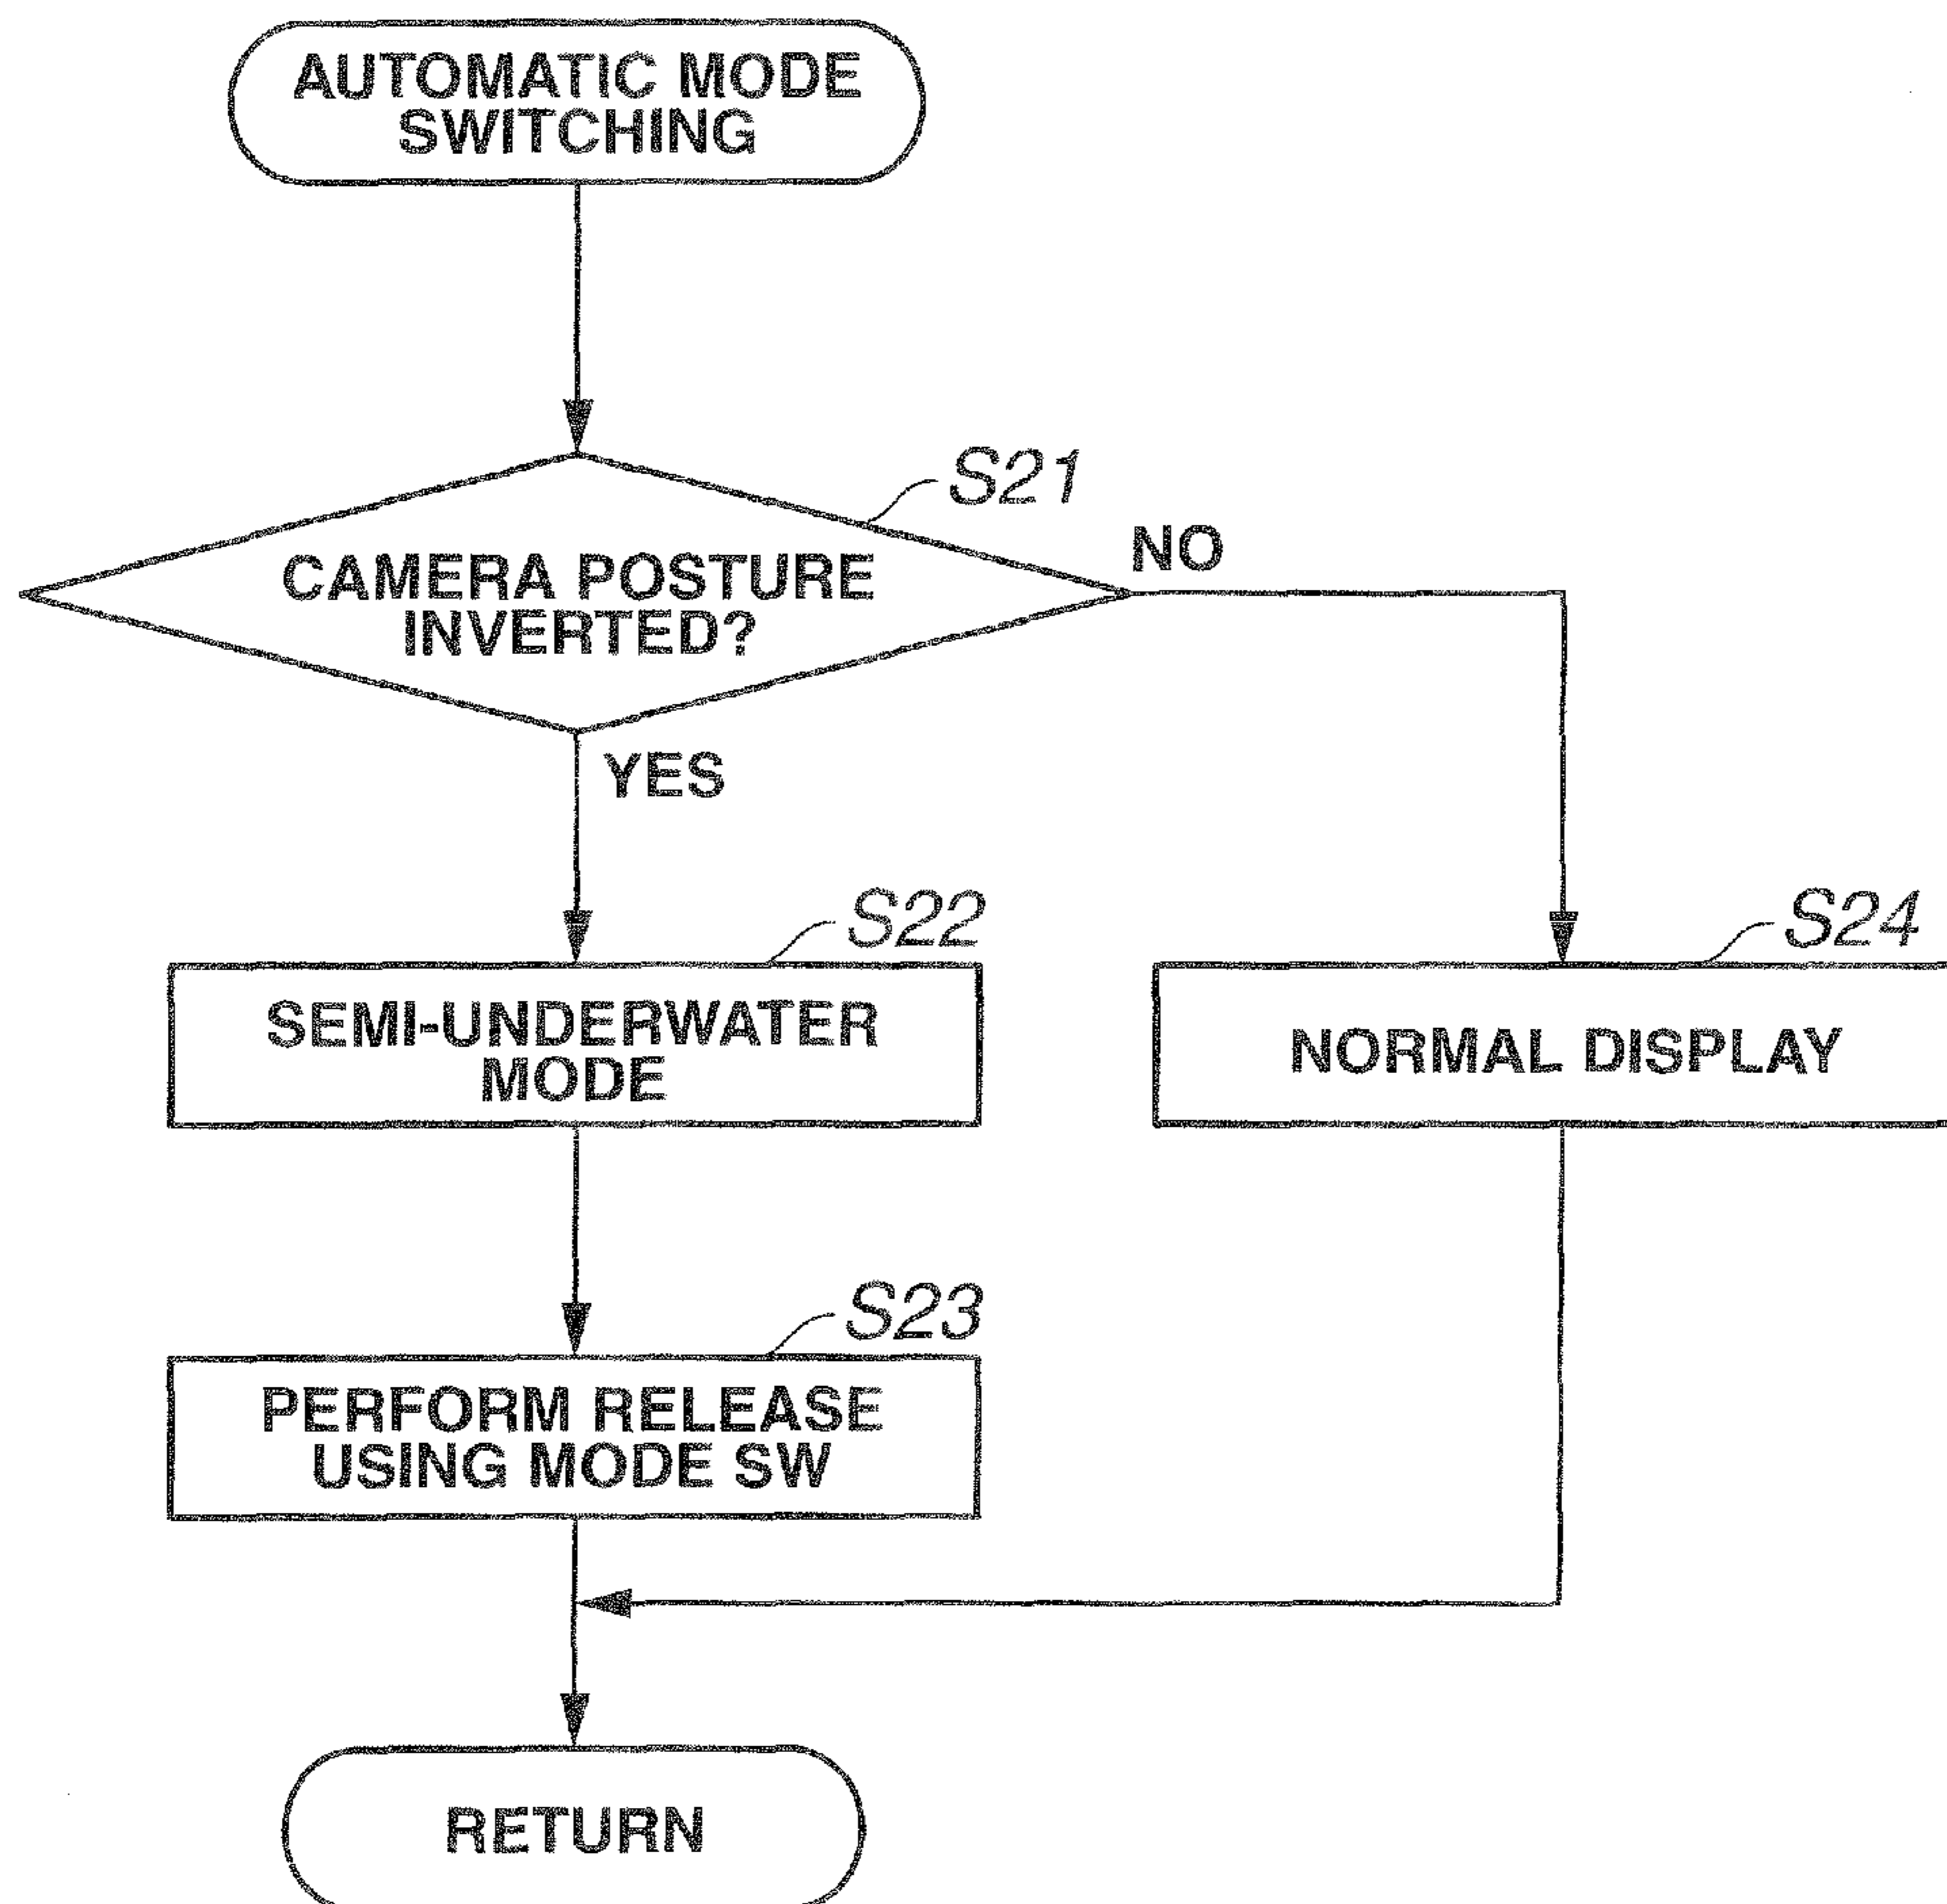 AUTOMATIC MODE
SWITCHING
S21
CAMERA POSTURE
INVERTED?
NO
YES
S22
SEMI-UNDERWATER
MODE
S24
NORMAL DISPLAY
S23
PERFORM RELEASE
USING MODE SW
RETURN